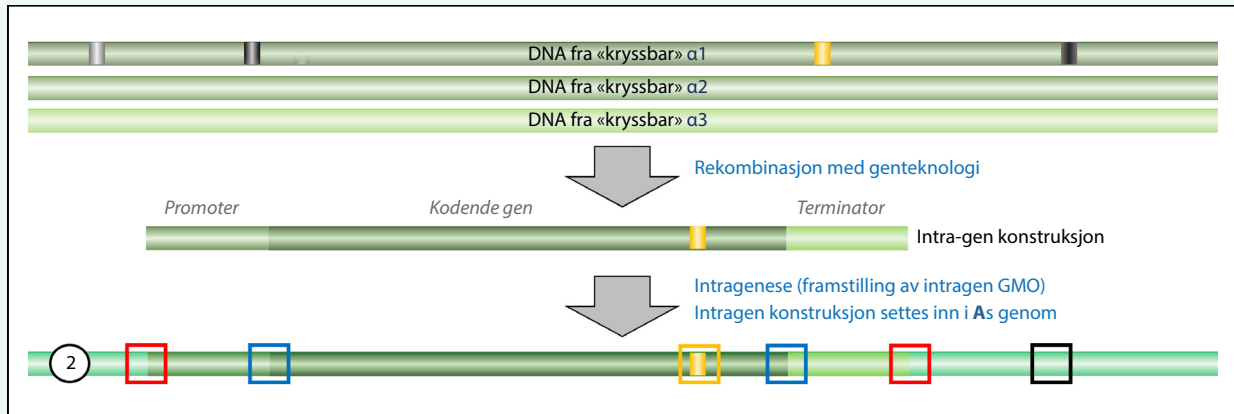 DNA fra «kryssbar» α1
DNA fra «kryssbar» α2
DNA fra «kryssbar» α3
Rekombinasjon med genteknologi
Promoter Kodende gen Terminator
Intra-gen konstruksjon
Intragenese (framstilling av intragen GMO)
Intragen konstruksjon settes inn i As genom
2